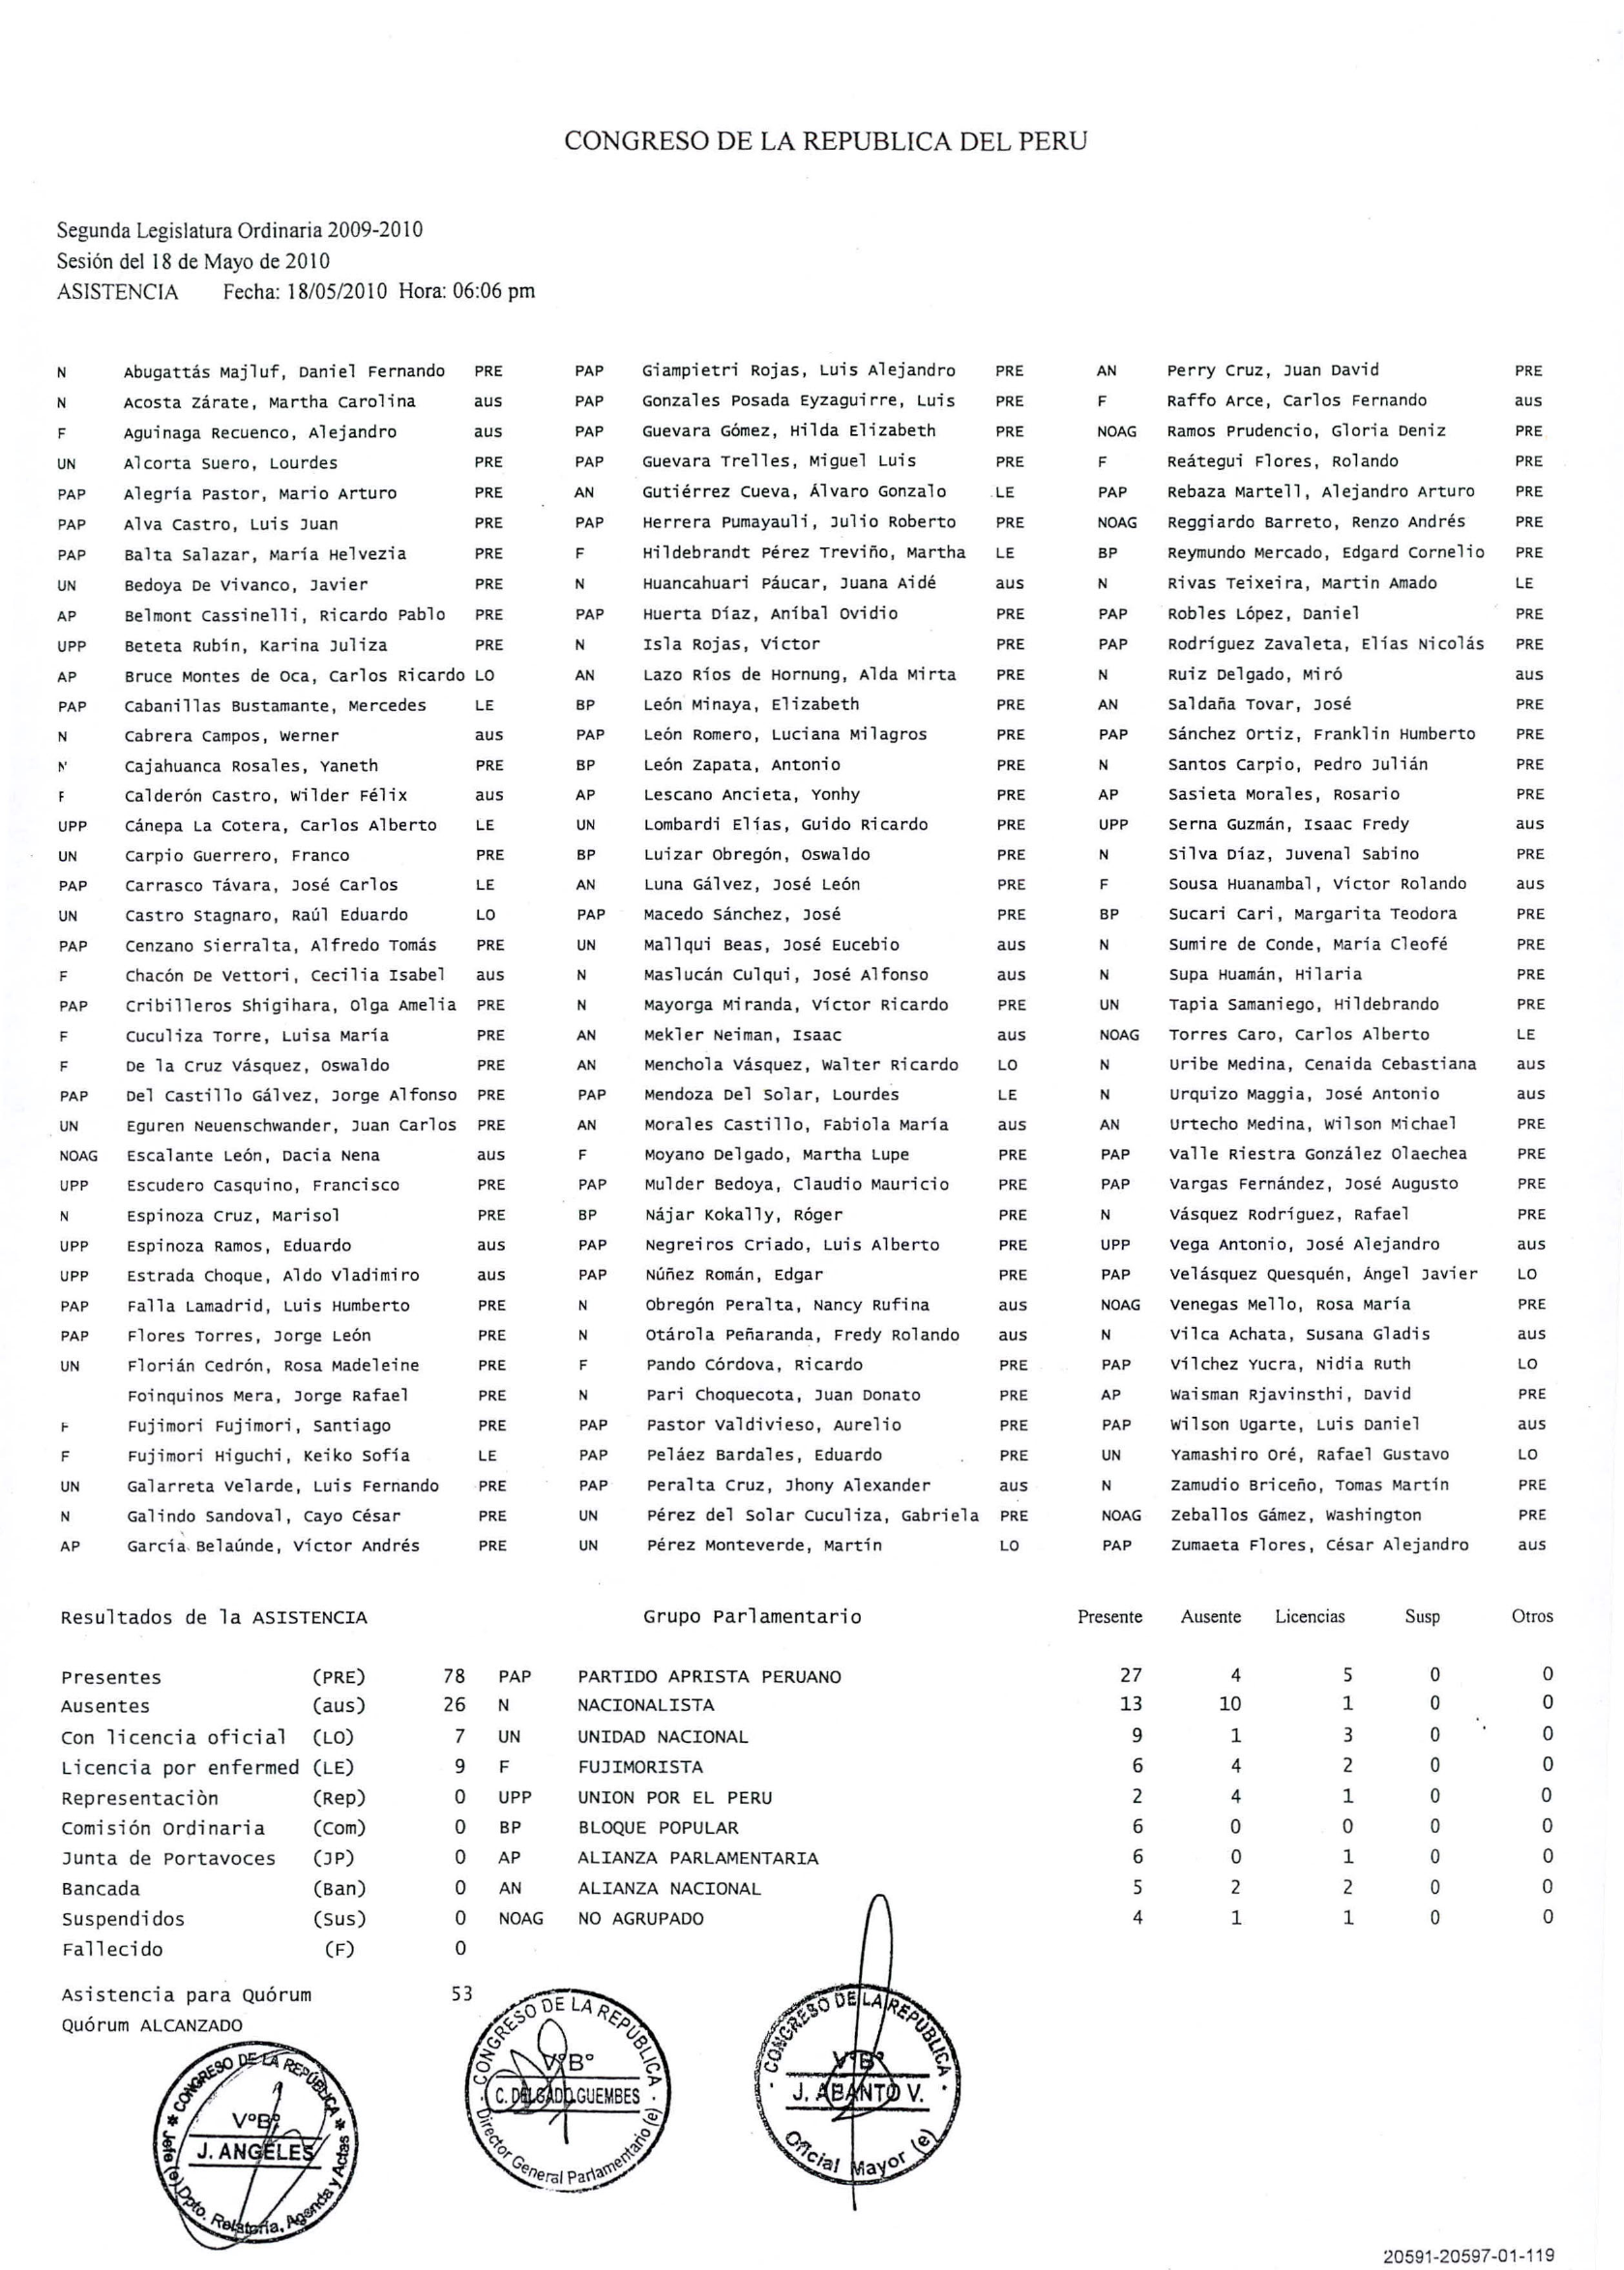 CONGRESO DE LA REPUBLICA DEL PERU
Segunda Legislatura Ordinaria 2009-2010
Sesión del 18 de Mayo de 2010
ASISTENCIA Fecha: 18/05/2010 Hora: 06:06 pm
N Abugattás Majluf, Daniel Fernando PRE PAP Giampietri Rojas, Luis Alejandro PRE AN Perry Cruz, Juan David PRE
N Acosta Zárate, Martha Carolina aus PAP Gonzales Posada Eyzaguirre, Luis PRE F Raffo Arce, Carlos Fernando aus
F Aguinaga Recuenco, Alejandro aus PAP Guevara Gómez, Hilda Elizabeth PRE NOAG Ramos Prudencio, Gloria Deniz PRE
UN Alcorta Suero, Lourdes PRE PAP Guevara Trelles, Miguel Luis PRE F Reátegui Flores, Rolando PRE
PAP Alegría Pastor, Mario Arturo PRE AN Gutiérrez Cueva, Álvaro Gonzalo LE PAP Rebaza Martell, Alejandro Arturo PRE
PAP Alva Castro, Luis Juan PRE PAP Herrera Pumayauli, Julio Roberto PRE NOAG Reggiardo Barreto, Renzo Andrés PRE
PAP Balta Salazar, María Helvezia PRE F Hildebrandt Pérez Treviño, Martha LE BP Reymundo Mercado, Edgard Cornelio PRE
UN Bedoya De Vivanco, Javier PRE N Huancahuari Páucar, Juana Aidé aus N Rivas Teixeira, Martin Amado LE
AP Belmont Cassinelli, Ricardo Pablo PRE PAP Huerta Díaz, Aníbal Ovidio PRE PAP Robles López, Daniel PRE
UPP Beteta Rubín, Karina Juliza PRE N Isla Rojas, Víctor PRE PAP Rodríguez Zavaleta, Elías Nicolás PRE
AP Bruce Montes de Oca, Carlos Ricardo LO AN Lazo Ríos de Hornung, Alda Mirta PRE N Ruiz Delgado, Miró aus
PAP Cabanillas Bustamante, Mercedes LE BP León Minaya, Elizabeth PRE AN Saldaña Tovar, José PRE
N Cabrera Campos, Werner aus PAP León Romero, Luciana Milagros PRE PAP Sánchez Ortiz, Franklin Humberto PRE
N Cajahuanca Rosales, Yaneth PRE BP León Zapata, Antonio PRE N Santos Carpio, Pedro Julián PRE
F Calderón Castro, Wilder Félix aus AP Lescano Ancieta, Yonhy PRE AP Sasieta Morales, Rosario PRE
UPP Cánepa La Cotera, Carlos Alberto LE UN Lombardi Elías, Guido Ricardo PRE UPP Serna Guzmán, Isaac Fredy aus
UN Carpio Guerrero, Franco PRE BP Luizar Obregón, Oswaldo PRE N Silva Díaz, Juvenal Sabino PRE
PAP Carrasco Távara, José Carlos LE AN Luna Gálvez, José León PRE F Sousa Huanambal, Víctor Rolando aus
UN Castro Stagnaro, Raúl Eduardo LO PAP Macedo Sánchez, José PRE BP Sucari Cari, Margarita Teodora PRE
PAP Cenzano Sierralta, Alfredo Tomás PRE UN Mallqui Beas, José Eucebio aus N Sumire de Conde, María Cleofé PRE
F Chacón De Vettori, Cecilia Isabel aus N Maslucán Culqui, José Alfonso aus N Supa Huamán, Hilaria PRE
PAP Cribilleros Shigihara, Olga Amelia PRE N Mayorga Miranda, Víctor Ricardo PRE UN Tapia Samaniego, Hildebrando PRE
F Cuculiza Torre, Luisa María PRE AN Mekler Neiman, Isaac aus NOAG Torres Caro, Carlos Alberto LE
F De la Cruz Vásquez, Oswaldo PRE AN Menchola Vásquez, Walter Ricardo LO N Uribe Medina, Cenaida Cebastiana aus
PAP Del Castillo Gálvez, Jorge Alfonso PRE PAP Mendoza Del Solar, Lourdes LE N Urquizo Maggia, José Antonio aus
UN Eguren Neuenschwander, Juan Carlos PRE AN Morales Castillo, Fabiola María aus AN Urtecho Medina, Wilson Michael PRE
NOAG Escalante León, Dacia Nena aus F Moyano Delgado, Martha Lupe PRE PAP Valle Riestra González Olaechea PRE
UPP Escudero Casquino, Francisco PRE PAP Mulder Bedoya, Claudio Mauricio PRE PAP Vargas Fernández, José Augusto PRE
N Espinoza Cruz, Marisol PRE BP Nájar Kokally, Róger PRE N Vásquez Rodríguez, Rafael PRE
UPP Espinoza Ramos, Eduardo aus PAP Negreiros Criado, Luis Alberto PRE UPP Vega Antonio, José Alejandro aus
UPP Estrada Choque, Aldo Vladimiro aus PAP Núñez Román, Edgar PRE PAP Velásquez Quesquén, Ángel Javier LO
PAP Falla Lamadrid, Luis Humberto PRE N Obregón Peralta, Nancy Rufina aus NOAG Venegas Mello, Rosa María PRE
PAP Flores Torres, Jorge León PRE N Otárola Peñaranda, Fredy Rolando aus N Vilca Achata, Susana Gladis aus
UN Florián Cedrón, Rosa Madeleine PRE F Pando Córdova, Ricardo PRE PAP Vílchez Yucra, Nidia Ruth LO
Foinquinos Mera, Jorge Rafael PRE N Pari Choquecota, Juan Donato PRE AP Waisman Rjavinsthi, David PRE
F Fujimori Fujimori, Santiago PRE PAP Pastor Valdivieso, Aurelio PRE PAP Wilson Ugarte, Luis Daniel aus
F Fujimori Higuchi, Keiko Sofía LE PAP Peláez Bardales, Eduardo PRE UN Yamashiro Oré, Rafael Gustavo LO
UN Galarreta Velarde, Luis Fernando PRE PAP Peralta Cruz, Jhony Alexander aus N Zamudio Briceño, Tomas Martín PRE
N Galindo Sandoval, Cayo César PRE UN Pérez del Solar Cuculiza, Gabriela PRE NOAG Zeballos Gámez, Washington PRE
AP García Belaúnde, Víctor Andrés PRE UN Pérez Monteverde, Martín LO PAP Zumaeta Flores, César Alejandro aus
Resultados de la ASISTENCIA Grupo Parlamentario Presente Ausente Licencias Susp Otros
Presentes (PRE) 78 PAP PARTIDO APRISTA PERUANO 27 4 5 0 0
Ausentes (aus) 26 N NACIONALISTA 13 10 1 0 0
Con licencia oficial (LO) 7 UN UNIDAD NACIONAL 9 1 3 0 0
Licencia por enfermed (LE) 9 F FUJIMORISTA 6 4 2 0 0
Representaciòn (Rep) 0 UPP UNION POR EL PERU 2 4 1 0 0
Comisión Ordinaria (Com) 0 BP BLOQUE POPULAR 6 0 0 0 0
Junta de Portavoces (JP) 0 AP ALIANZA PARLAMENTARIA 6 0 1 0 0
Bancada (Ban) 0 AN ALIANZA NACIONAL 5 2 2 0 0
Suspendidos (Sus) 0 NOAG NO AGRUPADO 4 1 1 0 0
Fallecido (F) 0
Asistencia para Quórum 53
Quórum ALCANZADO
CONGRESO DE LA REPÚBLICA
V°B°
J. ANGELES
Jefe (e) Dpto. Relatoría, Agenda y Actas
CONGRESO DE LA REPÚBLICA
V°B°
C. DELGADO GUEMBES
Director General Parlamentario (e)
CONGRESO DE LA REPÚBLICA
V°B°
J. ABANTO V.
Oficial Mayor (e)
20591-20597-01-119